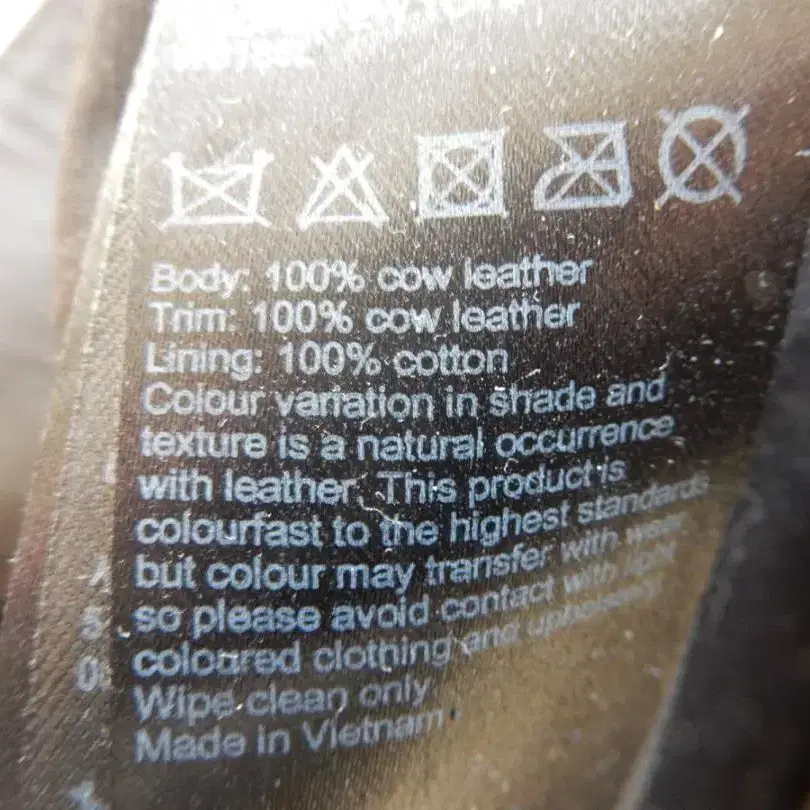 Body: 100% cow leather
Trim: 100% cow leather
Lining: 100% cotton
Colour variation in shade and
texture is a natural occurrence
with leather. This product is
colourfast to the highest standards
but colour may transfer with wear
so please avoid contact with light
coloured clothing and upholstery
Wipe clean only.
Made in Vietnam.